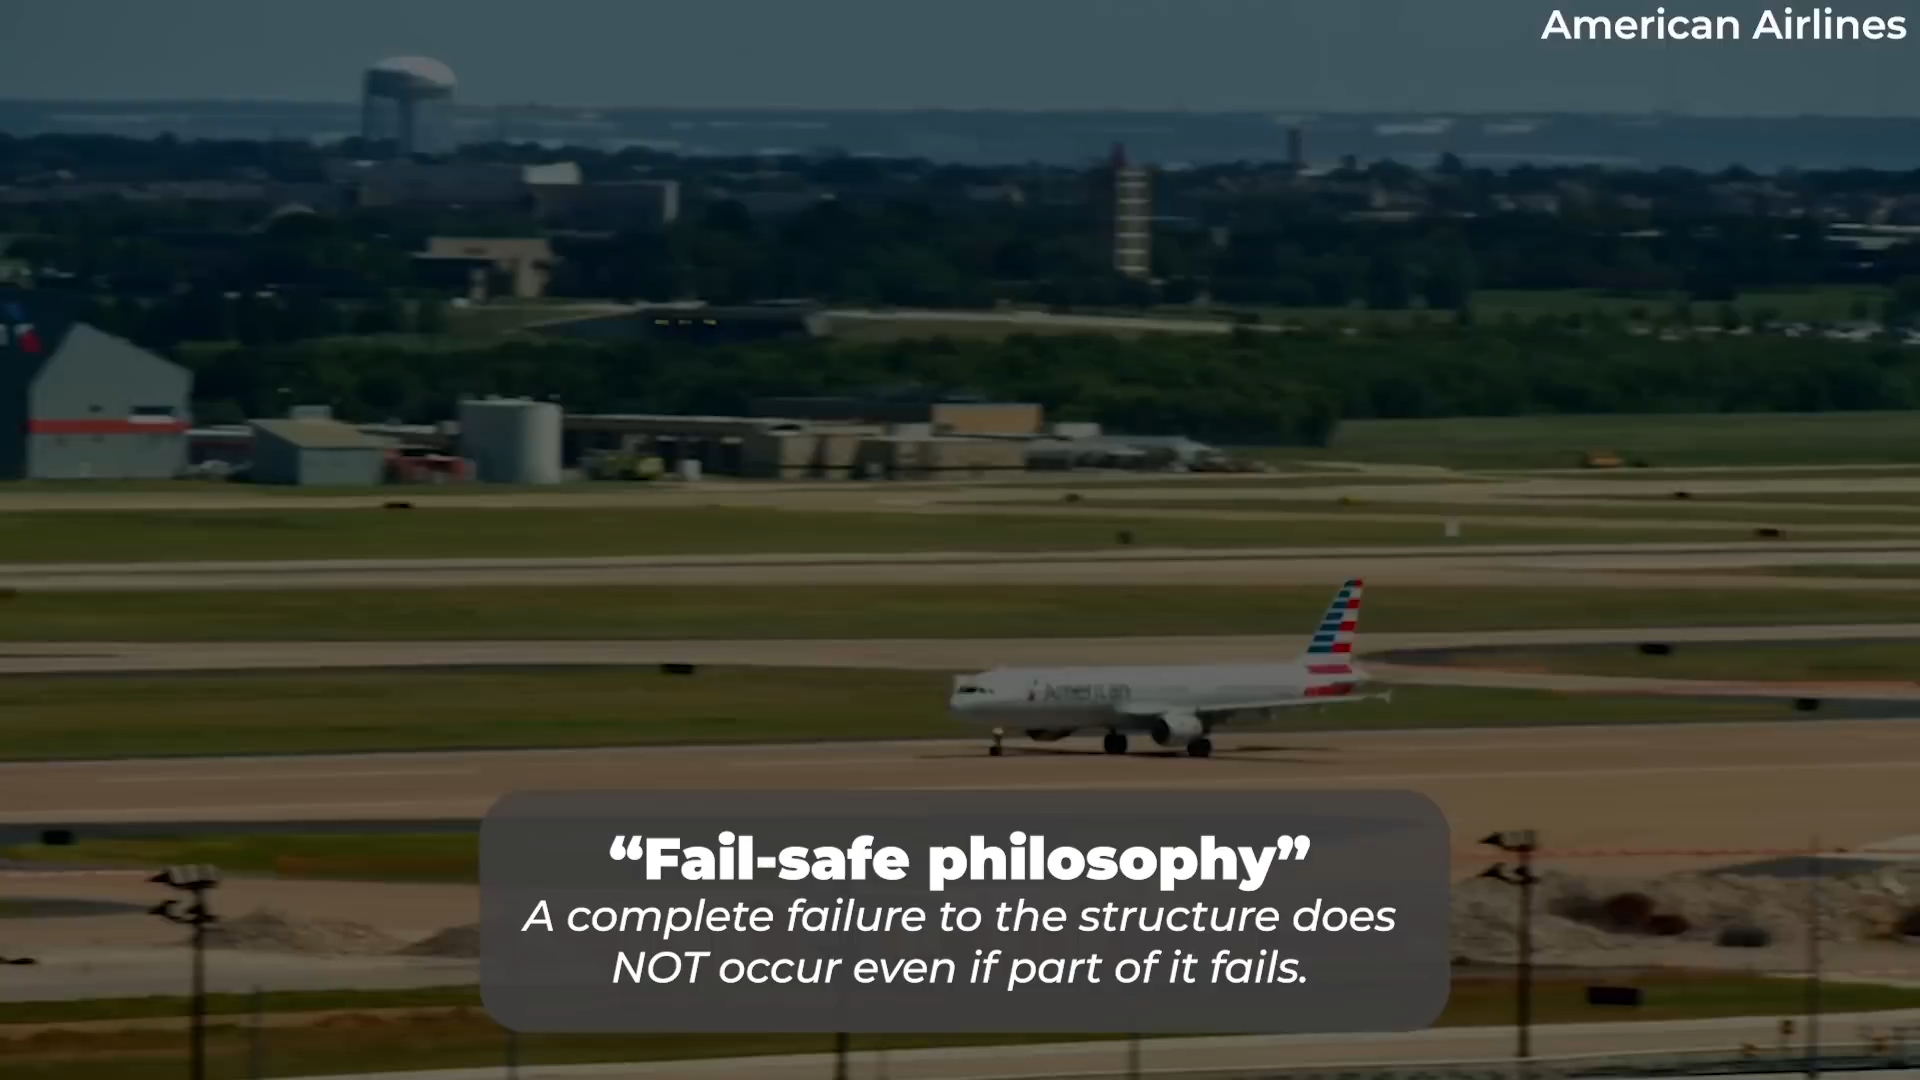 American Airlines
American
“Fail-safe philosophy”
A complete failure to the structure does
NOT occur even if part of it fails.